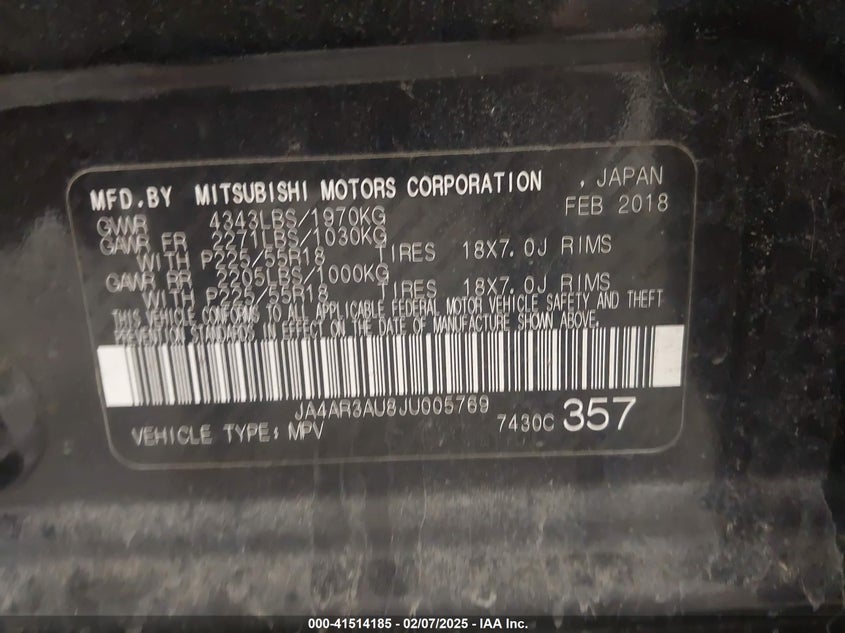 MFD.BY MITSUBISHI MOTORS CORPORATION , JAPAN
FEB 2018
GVWR 4343LBS/1970KG
GAWR FR 2271LBS/1030KG
WITH P225/55R18 TIRES 18X7.0J RIMS
GAWR RR 2205LBS/1000KG
WITH P225/55R18 TIRES 18X7.0J RIMS
THIS VEHICLE CONFORMS TO ALL APPLICABLE FEDERAL MOTOR VEHICLE SAFETY AND THEFT
PREVENTION STANDARDS IN EFFECT ON THE DATE OF MANUFACTURE SHOWN ABOVE.
JA4AR3AU8JU005769
VEHICLE TYPE: MPV 7430C 357
000-41514185 - 02/07/2025 - IAA Inc.